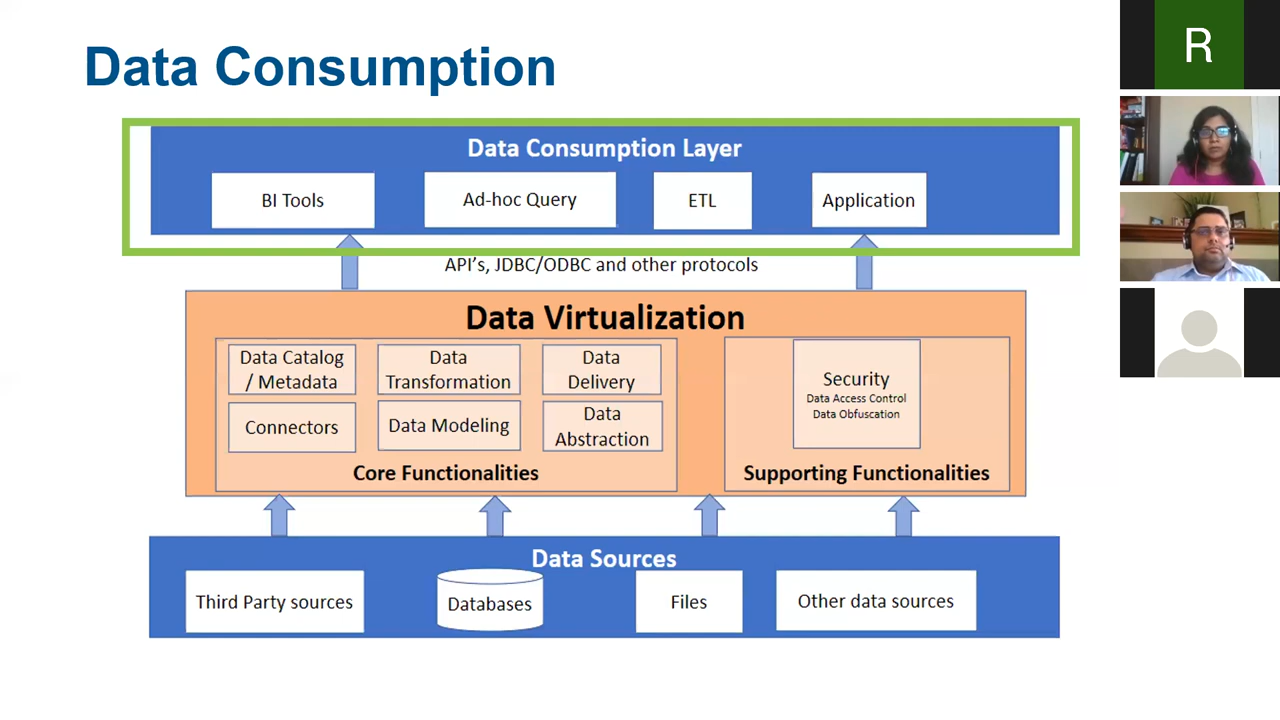 Data Consumption
R
Data Consumption Layer
BI Tools
Ad-hoc Query
ETL
Application
API's, JDBC/ODBC and other protocols
Data Virtualization
Data Catalog
/ Metadata
Data
Transformation
Data
Delivery
Connectors
Data Modeling
Data
Abstraction
Core Functionalities
Security
Data Access Control
Data Obfuscation
Supporting Functionalities
Data Sources
Third Party sources
Databases
Files
Other data sources